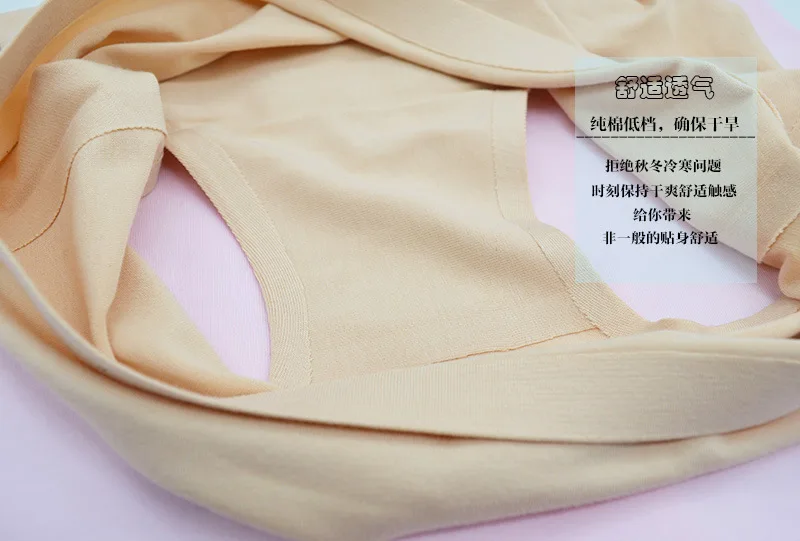 舒适透气
纯棉低档，确保干早
拒绝秋冬冷寒问题
时刻保持干爽舒适触感
给你带来
非一般的贴身舒适